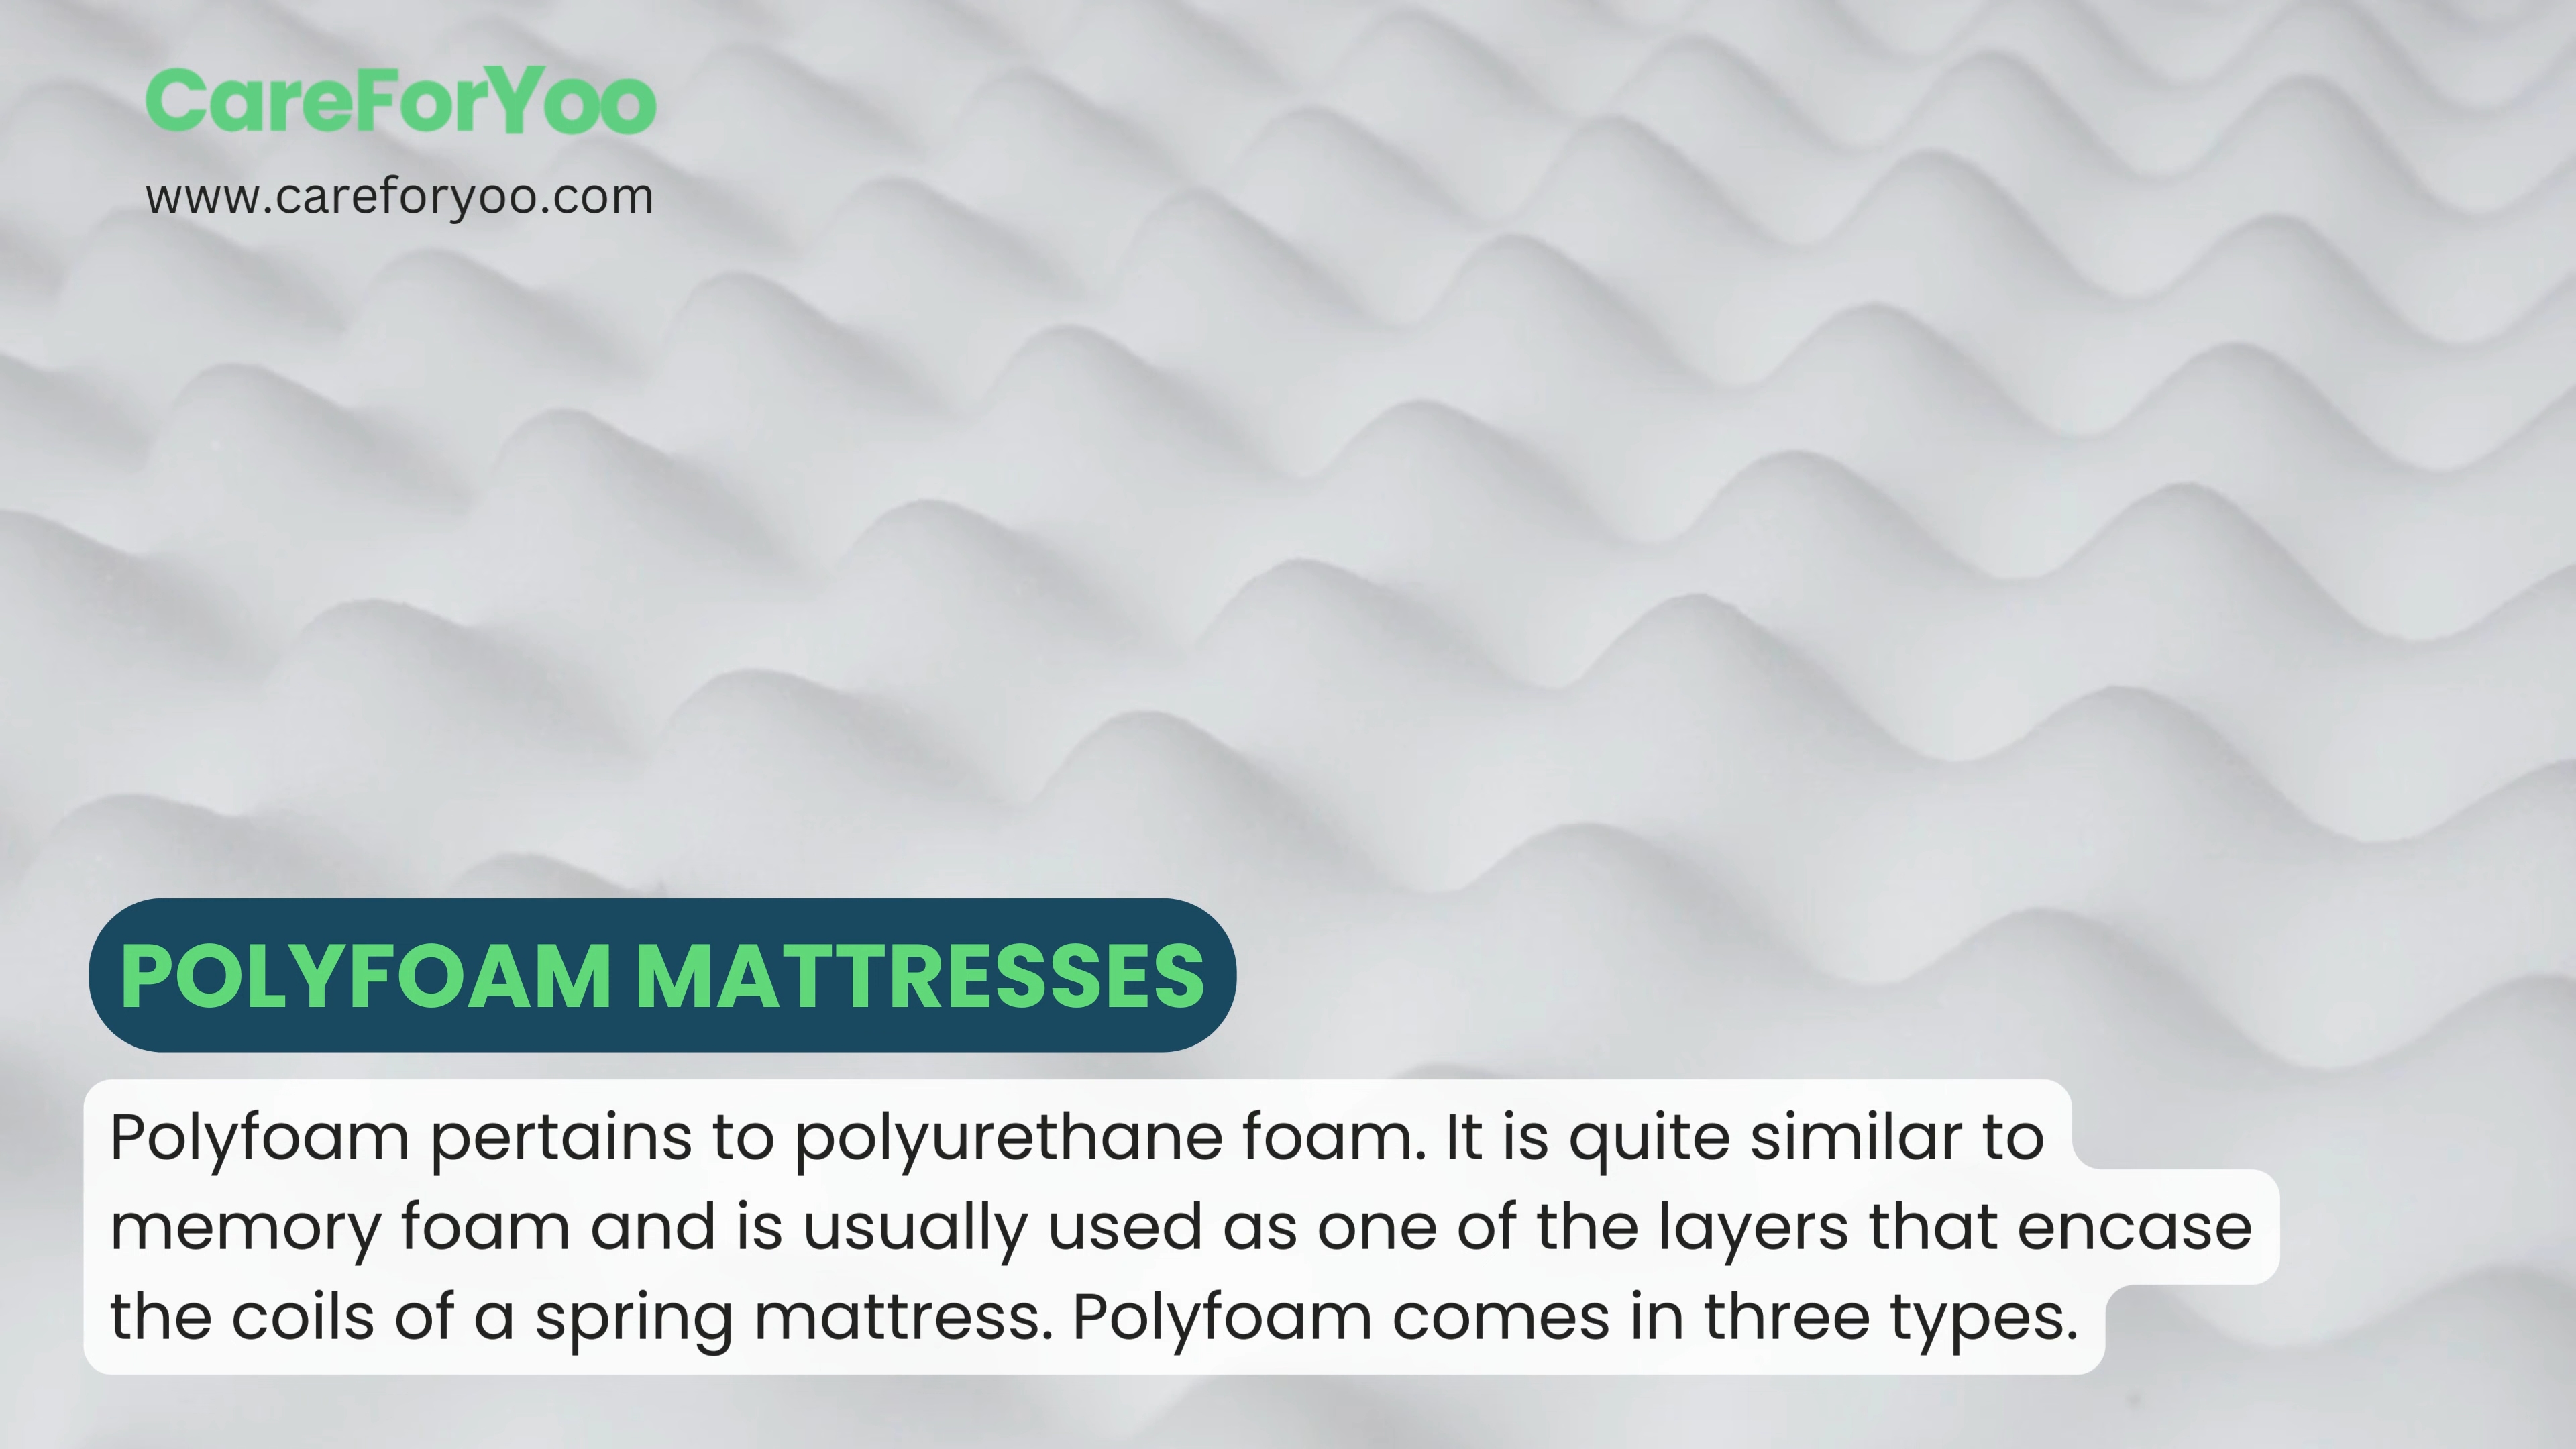 CareForYoo
www.careforyoo.com
POLYFOAM MATTRESSES
Polyfoam pertains to polyurethane foam. It is quite similar to
memory foam and is usually used as one of the layers that encase
the coils of a spring mattress. Polyfoam comes in three types.